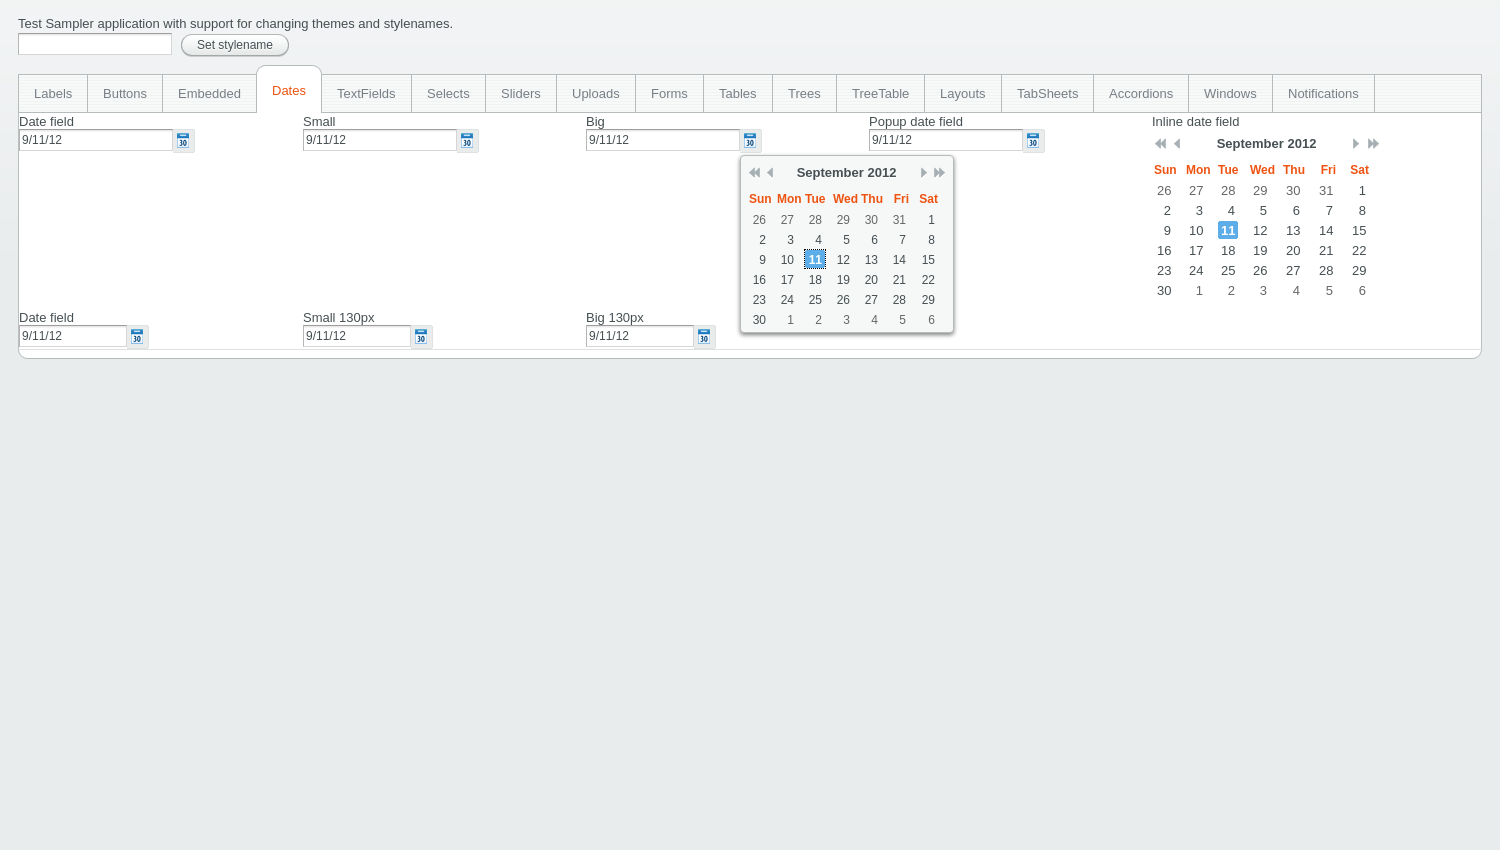 Test Sampler application with support for changing themes and stylenames.
Set stylename
Labels Buttons Embedded Dates TextFields Selects Sliders Uploads Forms Tables Trees TreeTable Layouts TabSheets Accordions Windows Notifications
Date field Small Big Popup date field Inline date field
9/11/12 30 9/11/12 30 9/11/12 30 9/11/12 30
September 2012
Sun Mon Tue Wed Thu Fri Sat
26 27 28 29 30 31 1
2 3 4 5 6 7 8
9 10 11 12 13 14 15
16 17 18 19 20 21 22
23 24 25 26 27 28 29
30 1 2 3 4 5 6
September 2012
Sun Mon Tue Wed Thu Fri Sat
26 27 28 29 30 31 1
2 3 4 5 6 7 8
9 10 11 12 13 14 15
16 17 18 19 20 21 22
23 24 25 26 27 28 29
30 1 2 3 4 5 6
Date field Small 130px Big 130px
9/11/12 30 9/11/12 30 9/11/12 30